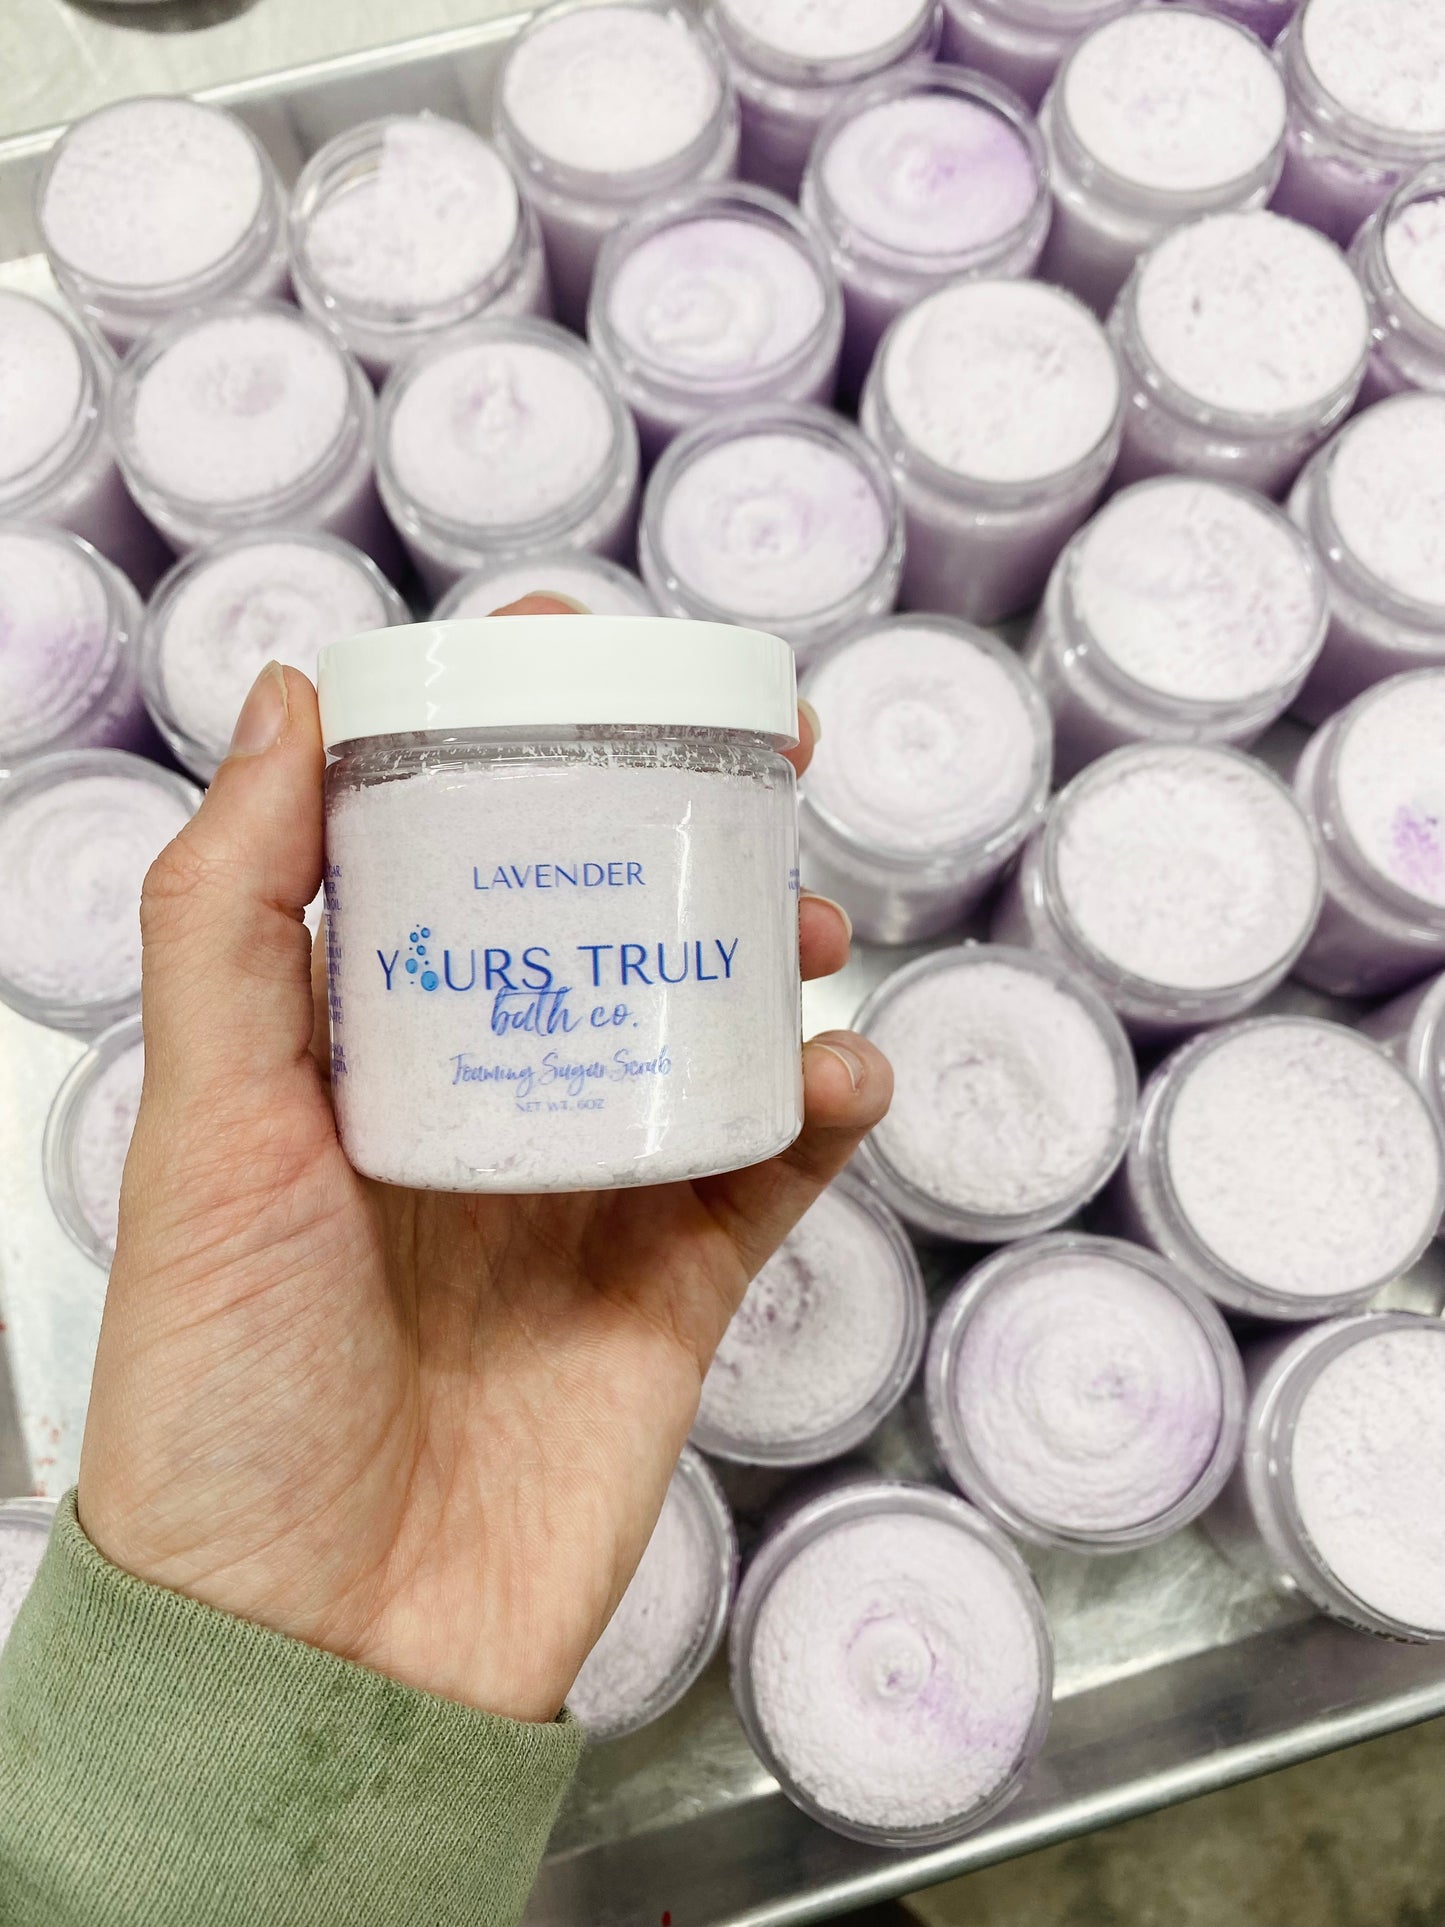 LAVENDER
YOURS TRULY
bath co.
Foaming Sugar Scrub
NET WT. 6OZ